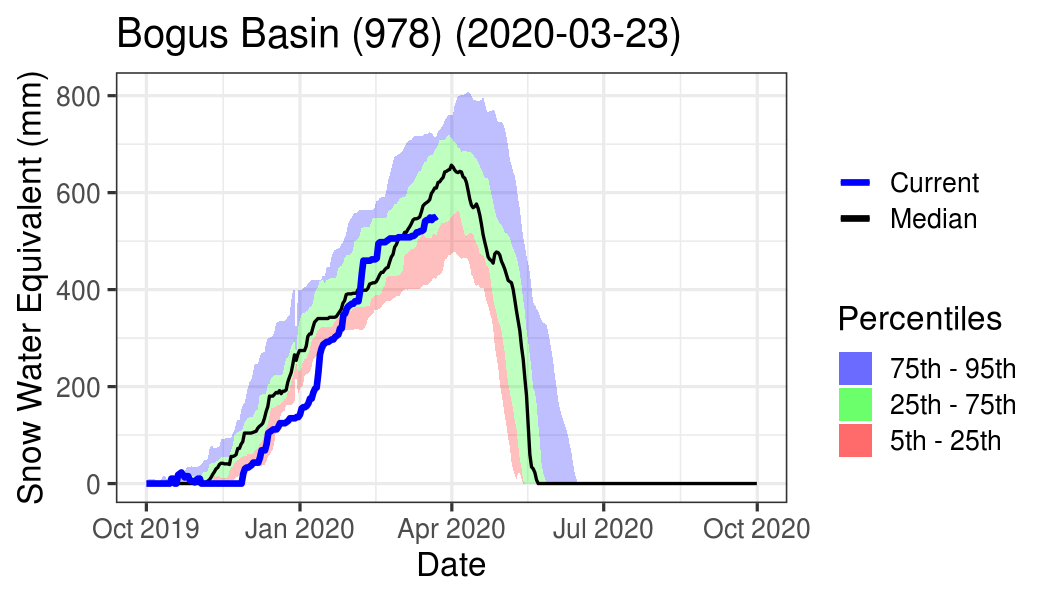 Bogus Basin (978) (2020-03-23)
Snow Water Equivalent (mm)
800
600
400
200
0
Oct 2019
Jan 2020
Apr 2020
Jul 2020
Oct 2020
Date
Current
Median
Percentiles
75th - 95th
25th - 75th
5th - 25th